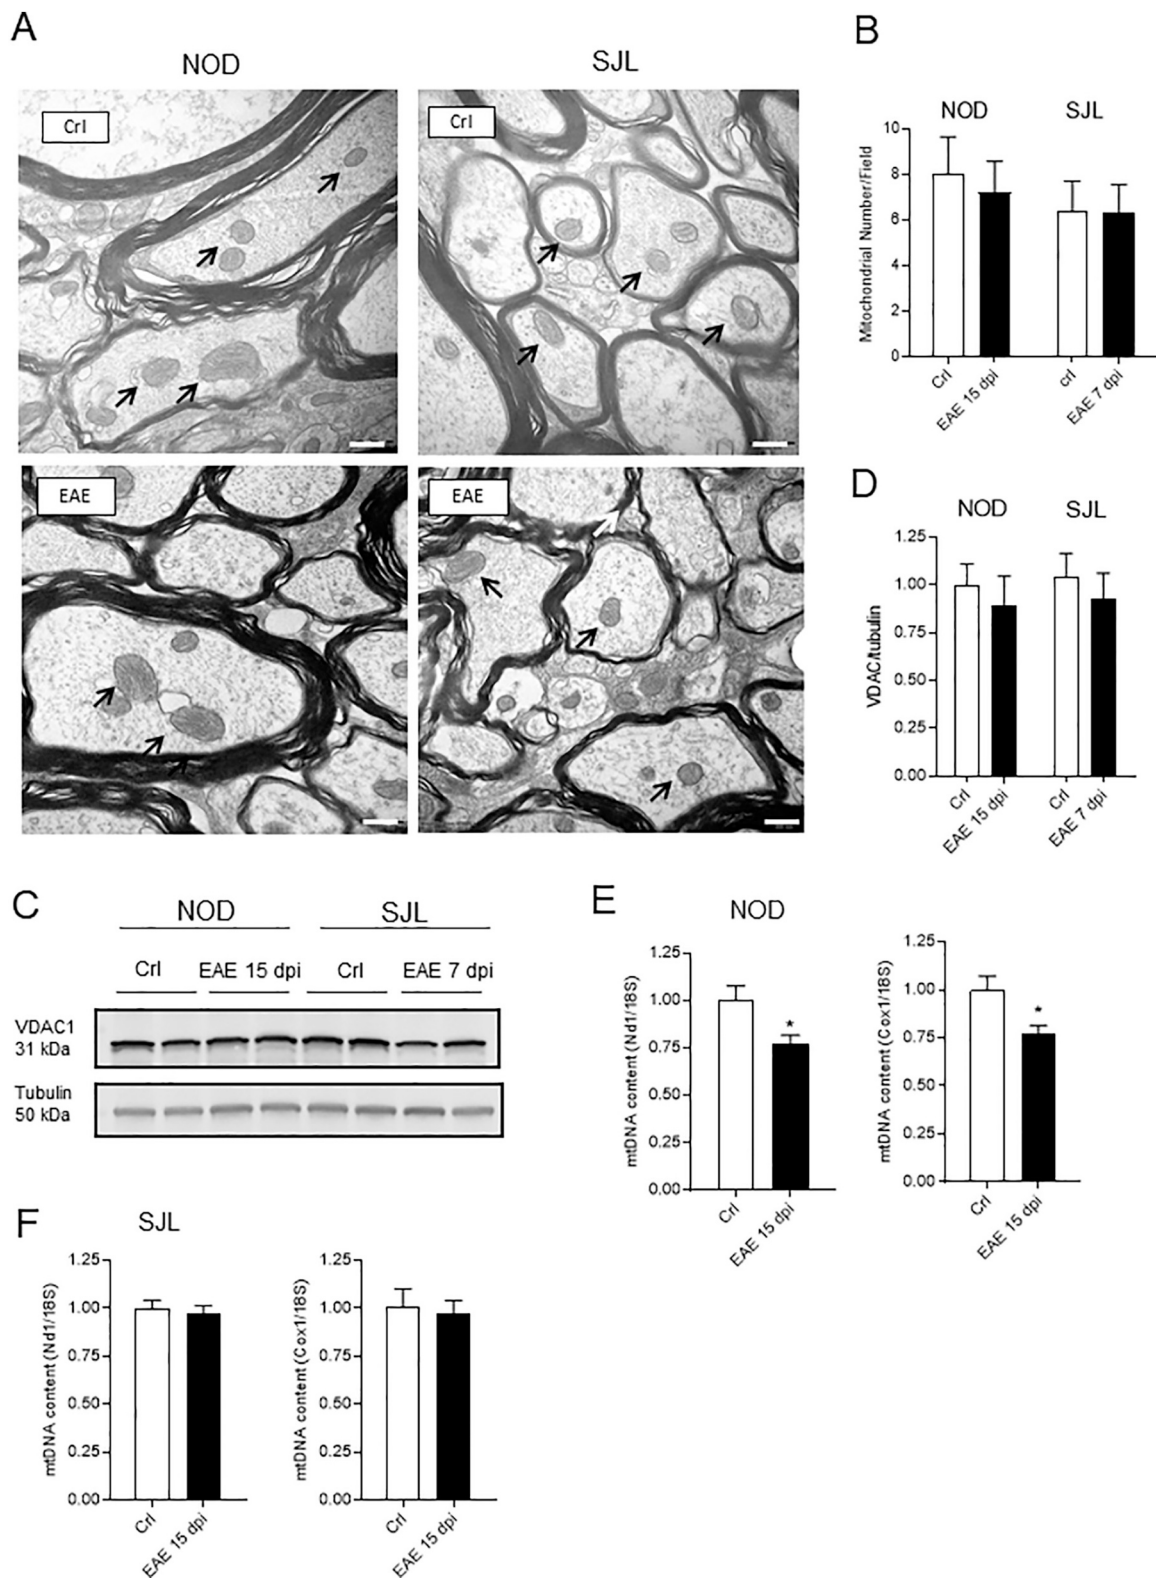 A
NOD
SJL
Crl
Crl
EAE
EAE
B
NOD
SJL
Mitochondrial Number/Field
10
8
6
4
2
0
Crl
EAE 15 dpi
crl
EAE 7 dpi
D
NOD
SJL
VDAC/tubulin
1.25
1.00
0.75
0.50
0.25
0.00
Crl
EAE 15 dpi
Crl
EAE 7 dpi
C
NOD
SJL
Crl
EAE 15 dpi
Crl
EAE 7 dpi
VDAC1
31 kDa
Tubulin
50 kDa
E
NOD
mtDNA content (Nd1/18S)
1.25
1.00
0.75
0.50
0.25
0.00
*
Crl
EAE 15 dpi
mtDNA content (Cox1/18S)
1.25
1.00
0.75
0.50
0.25
0.00
*
Crl
EAE 15 dpi
F
SJL
mtDNA content (Nd1/18S)
1.25
1.00
0.75
0.50
0.25
0.00
Crl
EAE 15 dpi
mtDNA content (Cox1/18S)
1.25
1.00
0.75
0.50
0.25
0.00
Crl
EAE 15 dpi